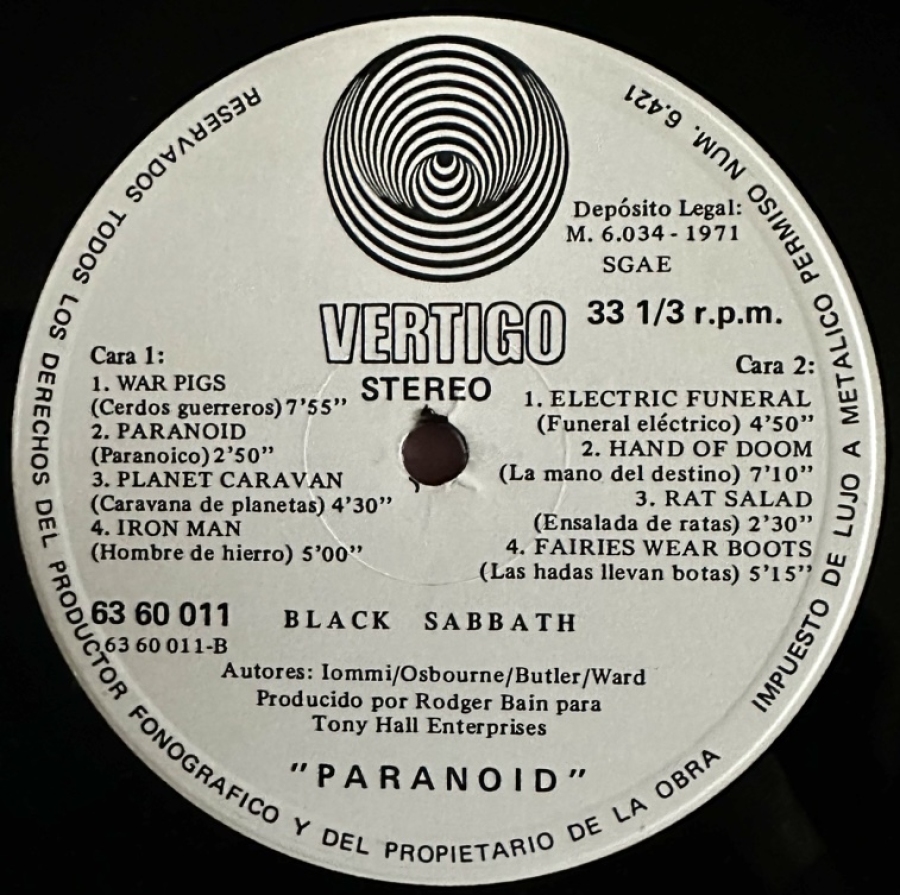 RESERVADOS TODOS LOS DERECHOS DEL PRODUCTOR FONOGRAFICO Y DEL PROPIETARIO DE LA OBRA
IMPUESTO DE LUJO A METALICO PERMISO NUM. 6.421
Depósito Legal:
M. 6.034 - 1971
SGAE
VERTIGO
33 1/3 r.p.m.
STEREO
Cara 1:
1. WAR PIGS
(Cerdos guerreros) 7'55"
2. PARANOID
(Paranoico) 2'50"
3. PLANET CARAVAN
(Caravana de planetas) 4'30"
4. IRON MAN
(Hombre de hierro) 5'00"
Cara 2:
1. ELECTRIC FUNERAL
(Funeral eléctrico) 4'50"
2. HAND OF DOOM
(La mano del destino) 7'10"
3. RAT SALAD
(Ensalada de ratas) 2'30"
4. FAIRIES WEAR BOOTS
(Las hadas llevan botas) 5'15"
63 60 011
63 60 011-B
BLACK SABBATH
Autores: Iommi/Osbourne/Butler/Ward
Producido por Rodger Bain para
Tony Hall Enterprises
"PARANOID"